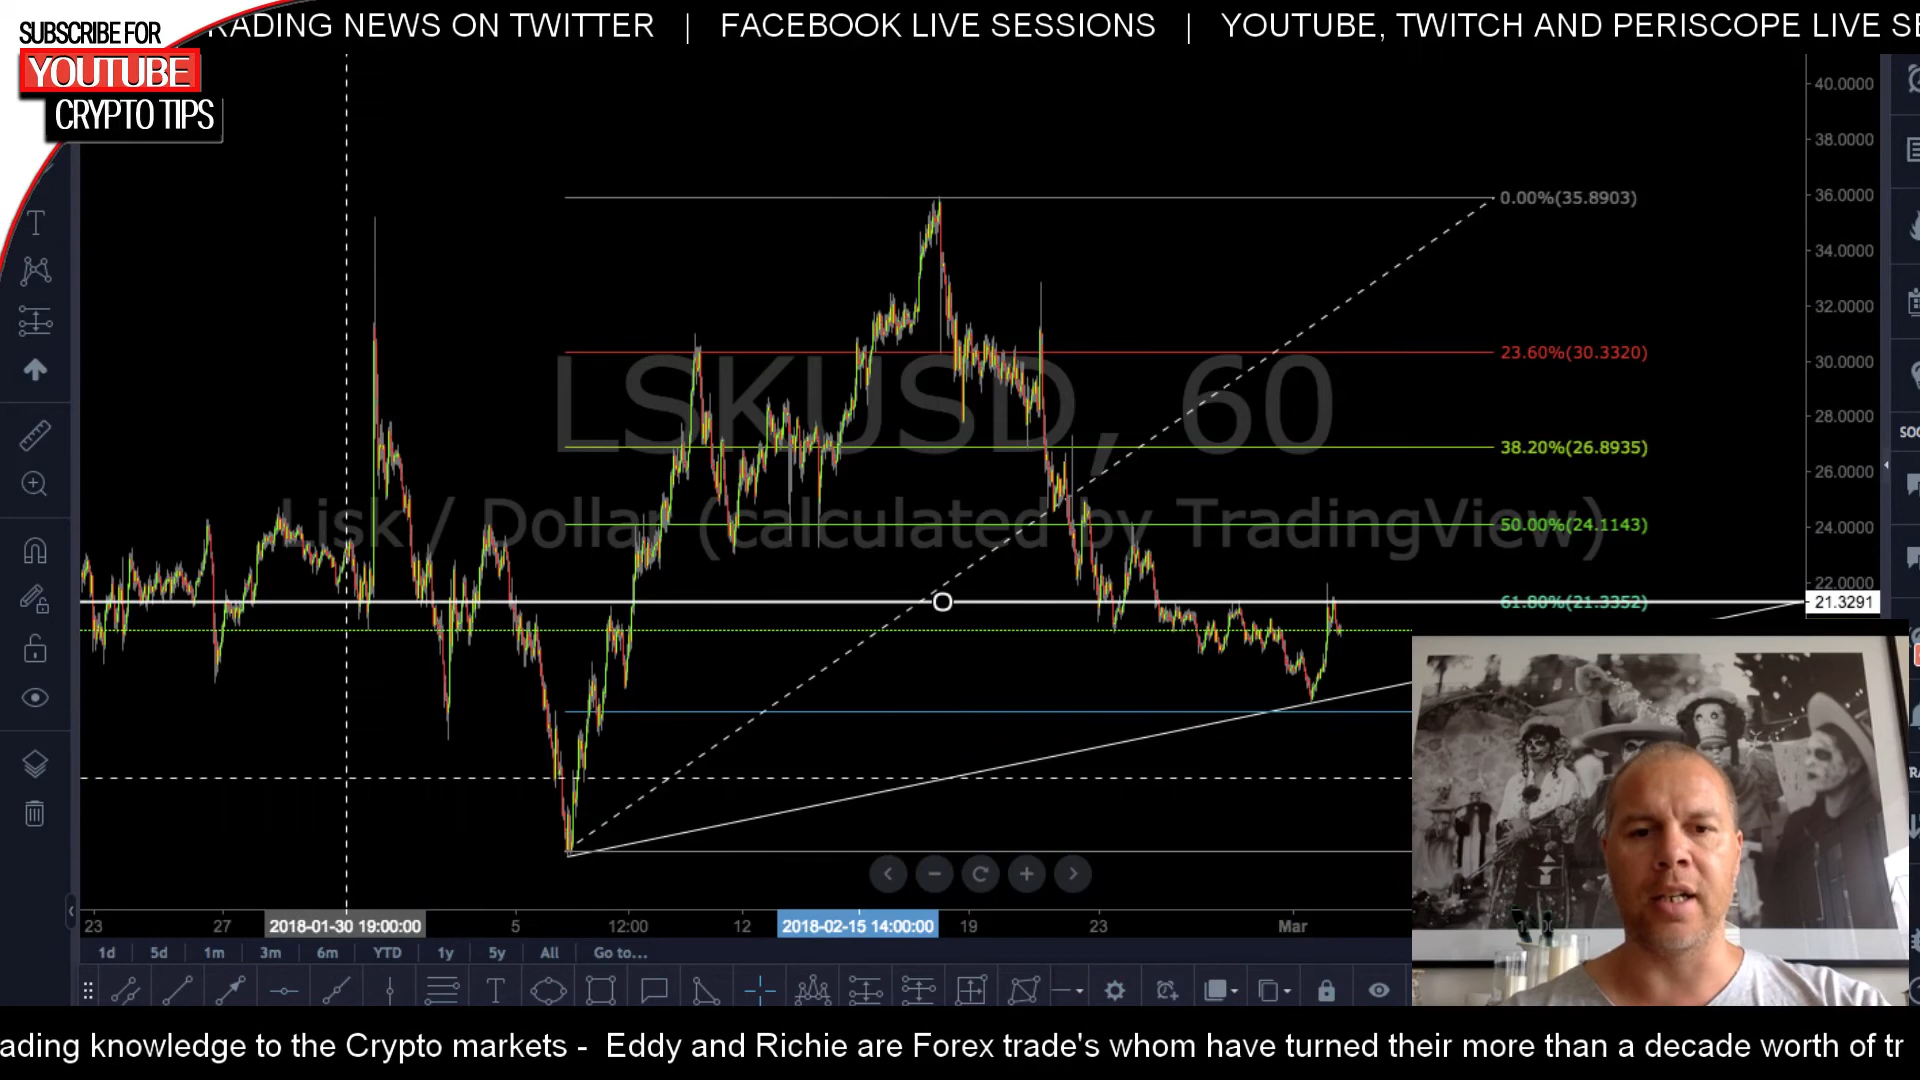 RADING NEWS ON TWITTER | FACEBOOK LIVE SESSIONS | YOUTUBE, TWITCH AND PERISCOPE LIVE SE
SUBSCRIBE FOR
YOUTUBE
CRYPTO TIPS
40.0000
38.0000
36.0000
0.00%(35.8903)
34.0000
32.0000
30.0000
23.60%(30.3320)
LSKUSD, 60
28.0000
SOC
38.20%(26.8935)
26.0000
Lisk / Dollar (calculated by TradingView)
50.00%(24.1143)
24.0000
22.0000
61.80%(21.3352)
21.3291
23 27 2018-01-30 19:00:00 5 12:00 12 2018-02-15 14:00:00 19 23 Mar
1d 5d 1m 3m 6m YTD 1y 5y All Go to...
ading knowledge to the Crypto markets - Eddy and Richie are Forex trade's whom have turned their more than a decade worth of tr